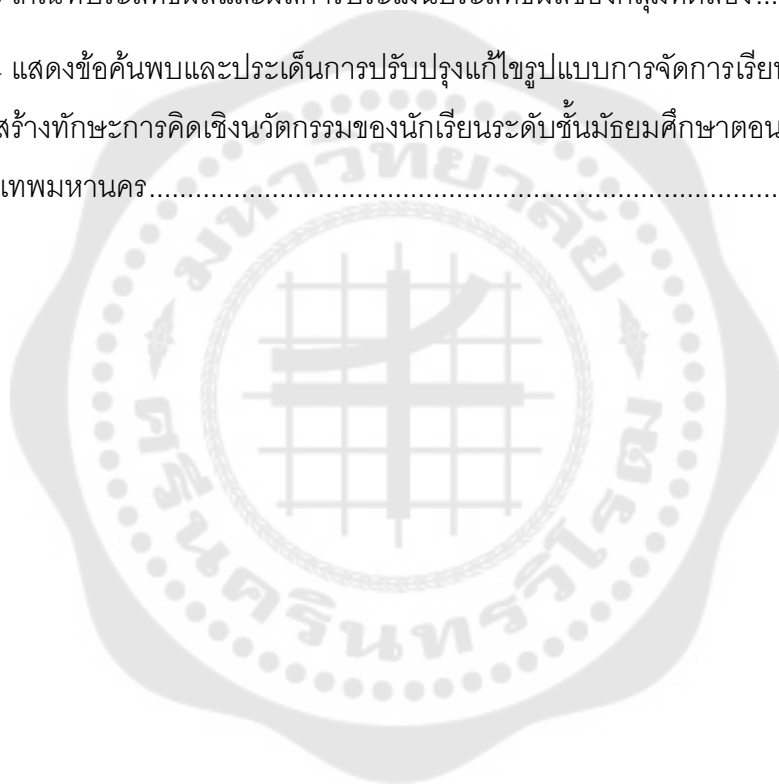 แสดงข้อค้นพบและประเด็นการปรับปรุงแก้ไขรูปแบบการจัดการเรียน
สร้างทักษะการคิดเชิงนวัตกรรมของนักเรียนระดับชั้นมัธยมศึกษาตอน
เทพมหานคร
มหาวิทยาลัย
ศรีนครินทรวิโรฒ